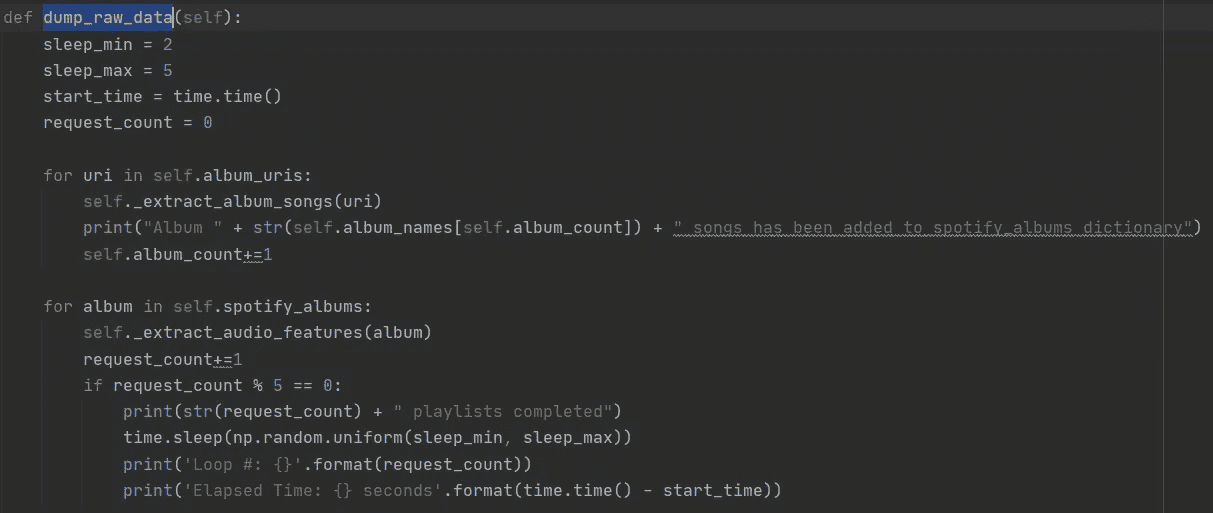 def dump_raw_data(self):
    sleep_min = 2
    sleep_max = 5
    start_time = time.time()
    request_count = 0

    for uri in self.album_uris:
        self._extract_album_songs(uri)
        print("Album " + str(self.album_names[self.album_count]) + " songs has been added to spotify_albums dictionary")
        self.album_count+=1

    for album in self.spotify_albums:
        self._extract_audio_features(album)
        request_count+=1
        if request_count % 5 == 0:
            print(str(request_count) + " playlists completed")
            time.sleep(np.random.uniform(sleep_min, sleep_max))
            print('Loop #: {}'.format(request_count))
            print('Elapsed Time: {} seconds'.format(time.time() - start_time))